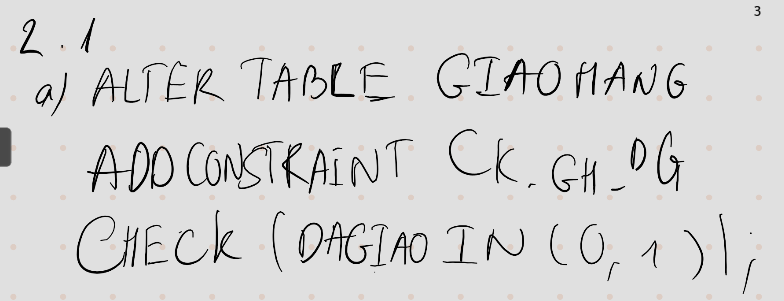 3
2.1
a) ALTER TABLE GIAOHANG
ADD CONSTRAINT CK_GH_DG
CHECK (DAGIAO IN (0, 1));